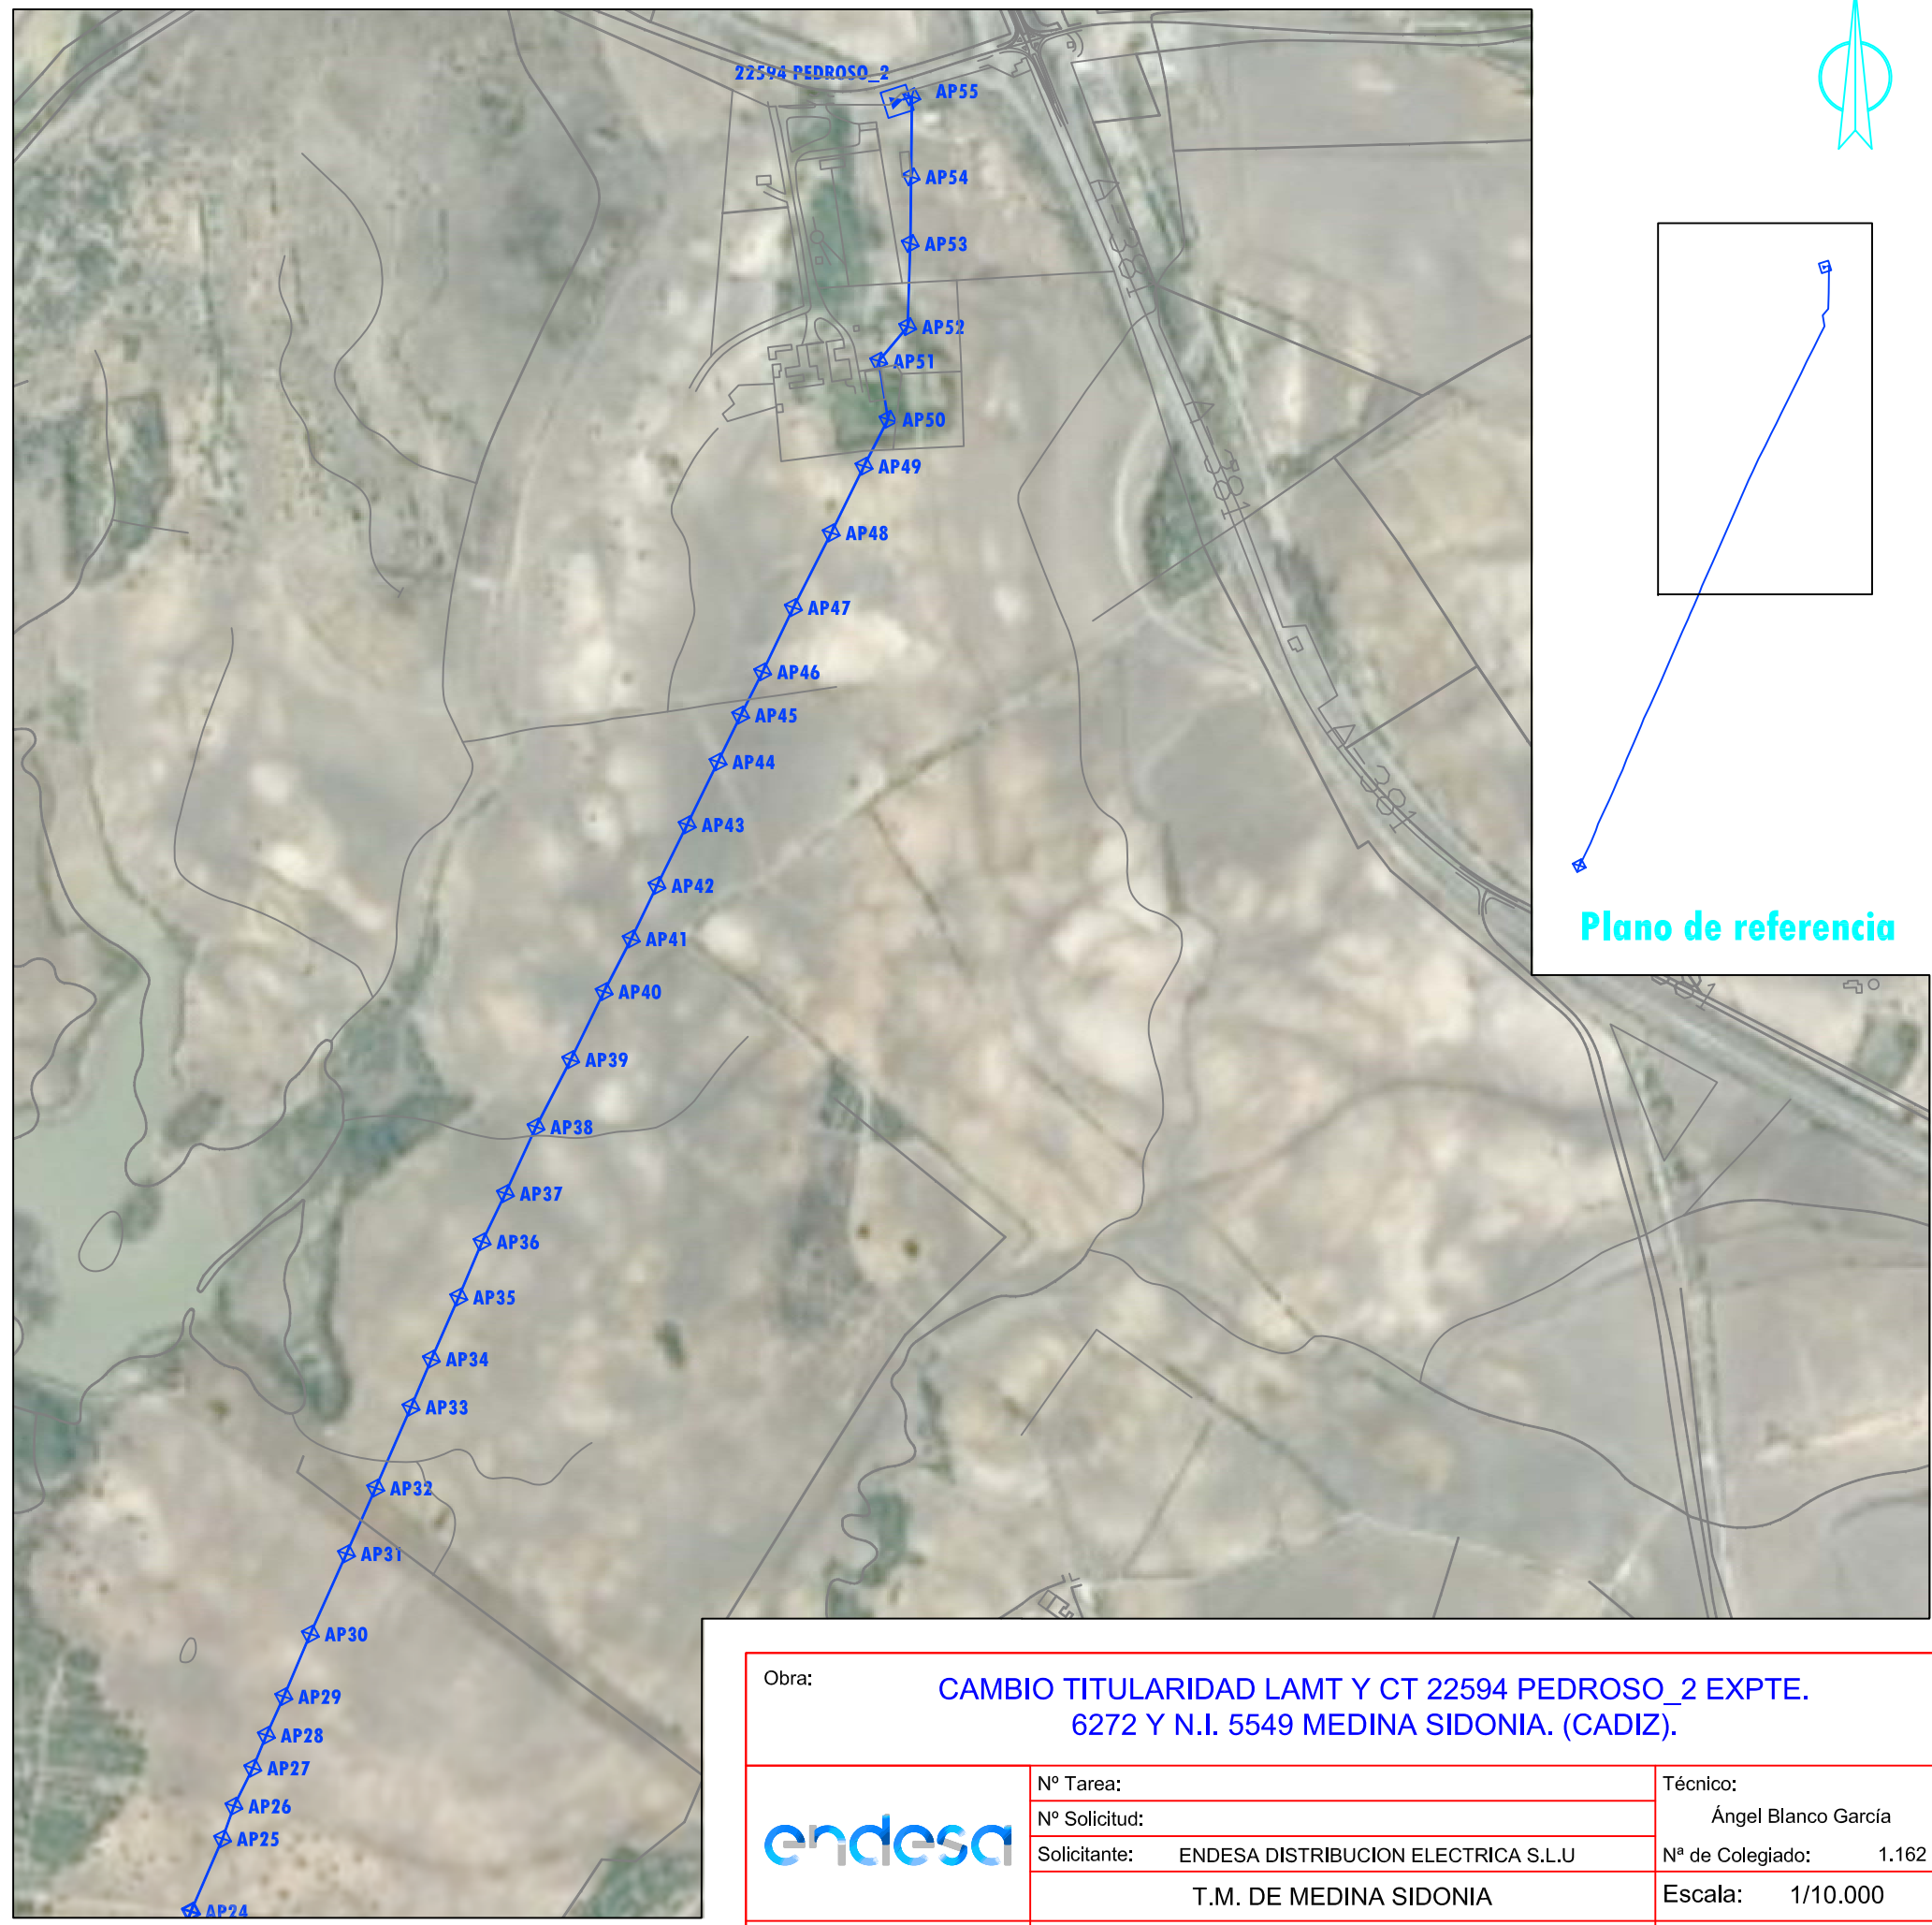 22594 PEDROSO_2
AP55
AP54
AP53
AP52
AP51
AP50
AP49
AP48
AP47
AP46
AP45
AP44
AP43
AP42
AP41
AP40
AP39
AP38
AP37
AP36
AP35
AP34
AP33
AP32
AP31
AP30
AP29
AP28
AP27
AP26
AP25
AP24
A-381
A-381
A-381
Plano de referencia
Obra:
CAMBIO TITULARIDAD LAMT Y CT 22594 PEDROSO_2 EXPTE.
6272 Y N.I. 5549 MEDINA SIDONIA. (CADIZ).
endesa
Nº Tarea:
Nº Solicitud:
Solicitante: ENDESA DISTRIBUCION ELECTRICA S.L.U
T.M. DE MEDINA SIDONIA
Técnico:
Ángel Blanco García
Nª de Colegiado: 1.162
Escala: 1/10.000